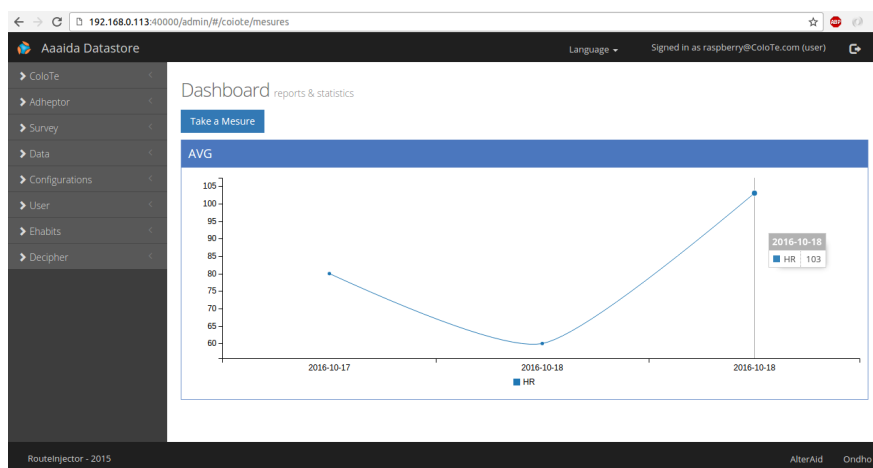 192.168.0.113:40000/admin/#/coiote/mesures
ABP
Aaaida Datastore
Language
Signed in as raspberry@ColoTe.com (user)
ColoTe
Adheptor
Survey
Data
Configurations
User
Ehabits
Decipher
Dashboard reports & statistics
Take a Mesure
AVG
105
100
95
90
85
80
75
70
65
60
2016-10-18
HR 103
2016-10-17 2016-10-18 2016-10-18
HR
RouteInjector - 2015
AlterAid Ondho